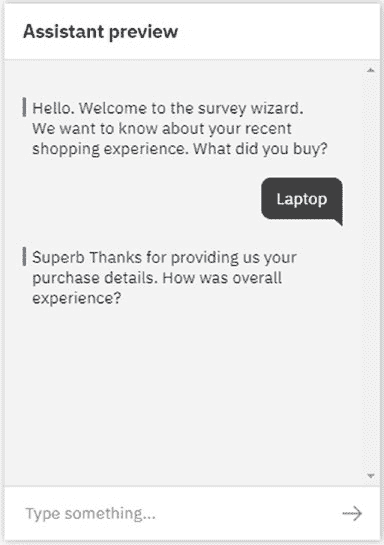 Assistant preview
Hello. Welcome to the survey wizard.
We want to know about your recent
shopping experience. What did you buy?
Laptop
Superb Thanks for providing us your
purchase details. How was overall
experience?
Type something...